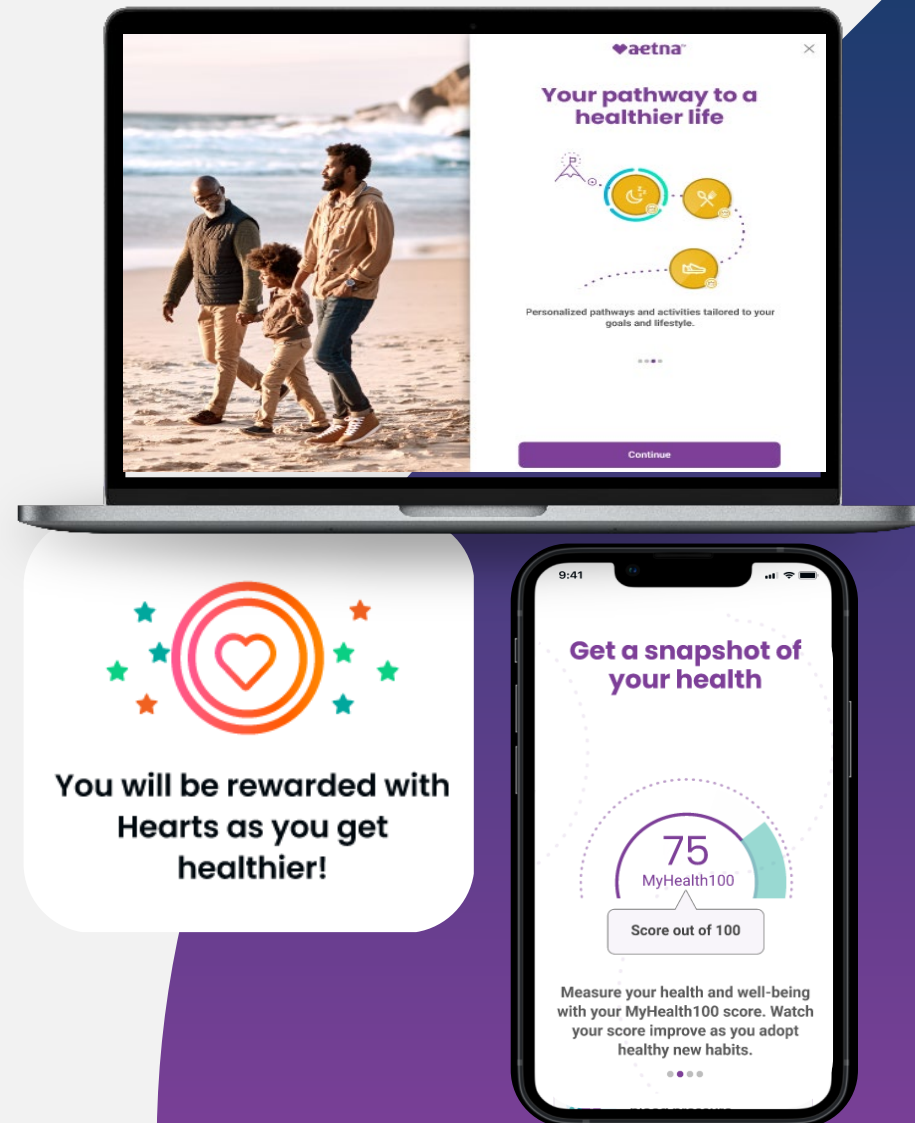 aetna™
Your pathway to a
healthier life
Personalized pathways and activities tailored to your
goals and lifestyle.
Continue
You will be rewarded with
Hearts as you get
healthier!
9:41
Get a snapshot of
your health
75
MyHealth100
Score out of 100
Measure your health and well-being
with your MyHealth100 score. Watch
your score improve as you adopt
healthy new habits.